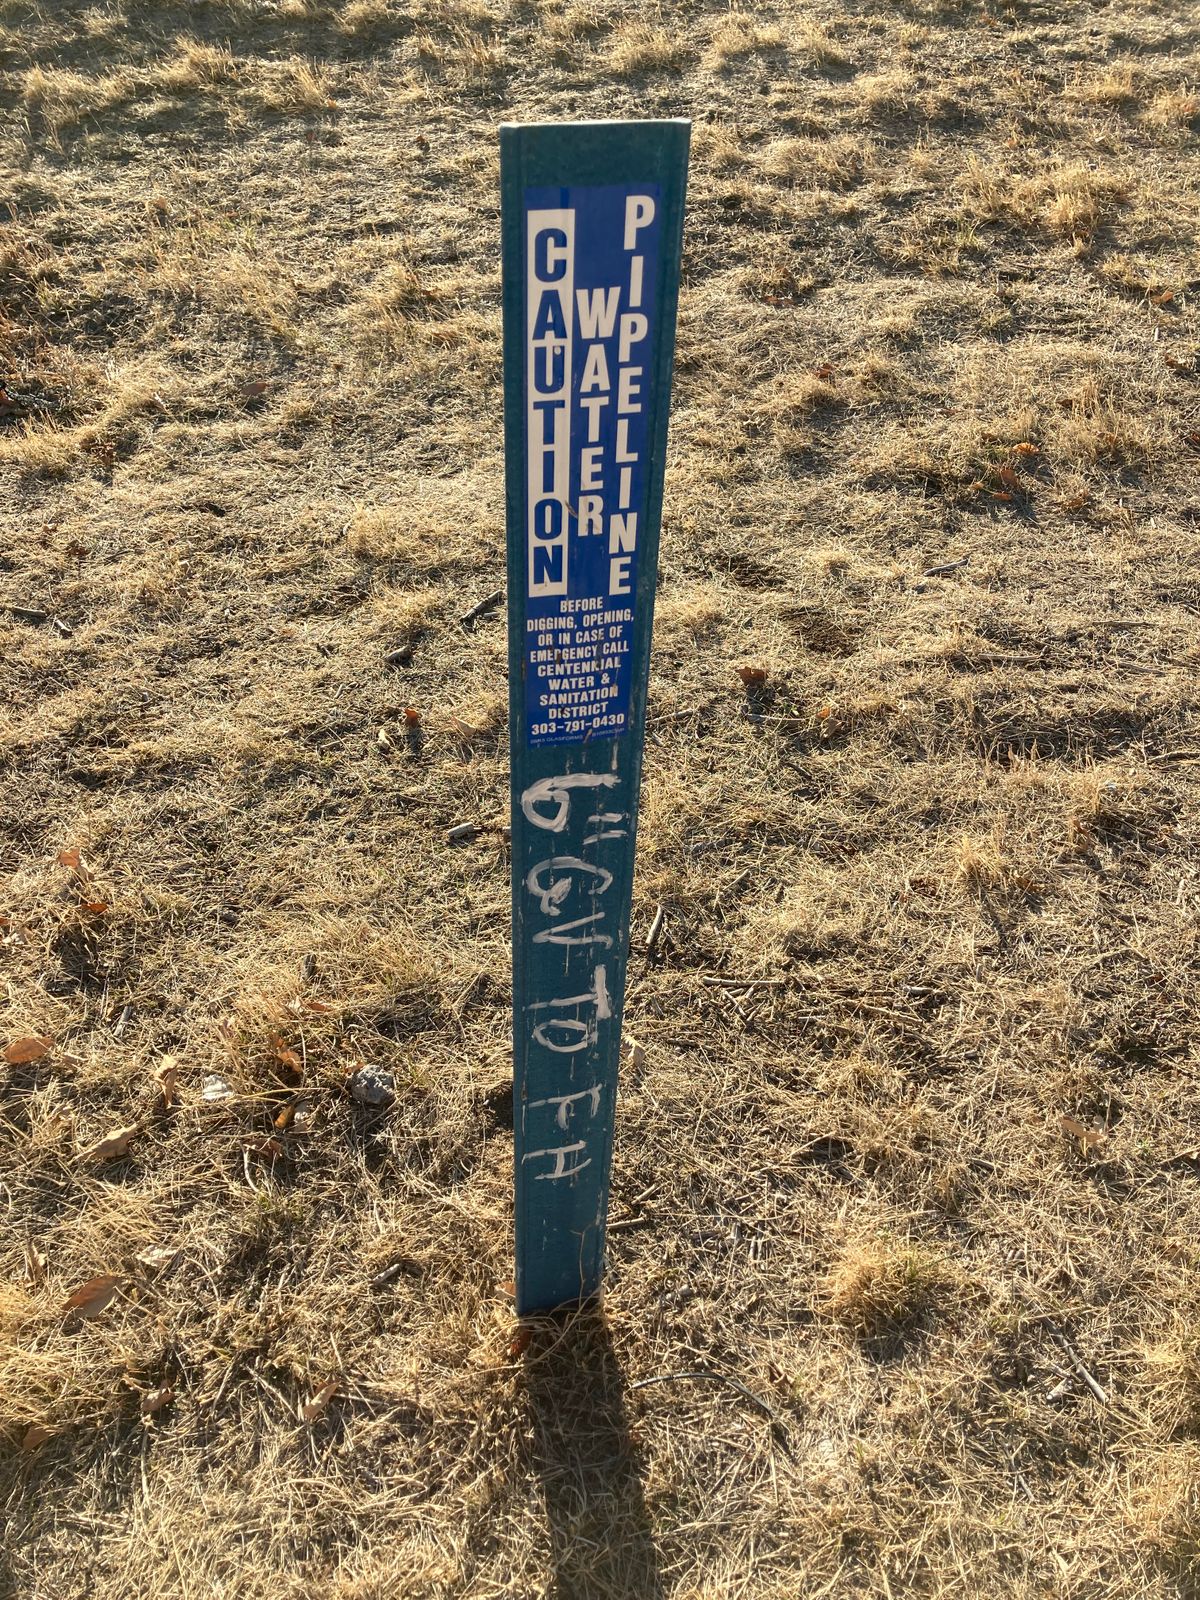 CAUTION
WATER
PIPELINE
BEFORE
DIGGING, OPENING,
OR IN CASE OF
EMERGENCY CALL
CENTENNIAL
WATER &
SANITATION
DISTRICT
303-791-0430
6"
GV
TO
FH